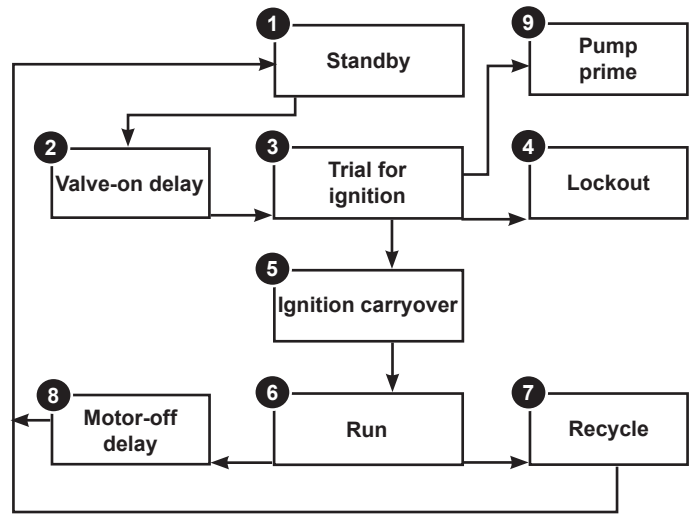 1
Standby
9
Pump
prime
2
Valve-on delay
3
Trial for
ignition
4
Lockout
5
Ignition carryover
8
Motor-off
delay
6
Run
7
Recycle